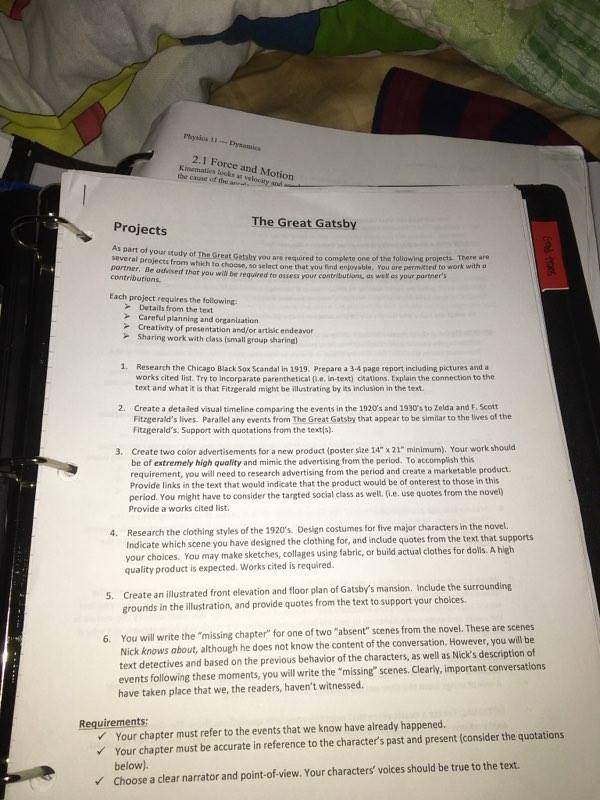 Physics 11 — Dynamics
2.1 Force and Motion
Kinematics looks at velocity and
the cause of the
The Great Gatsby
Projects
As part of your study of The Great Gatsby you are required to complete one of the following projects. There are
several projects from which to choose, so select one that you find enjoyable. You are permitted to work with a
partner. Be advised that you will be required to assess your contributions, as well as your partner's
contributions.
Each project requires the following:
➢ Details from the text
➢ Careful planning and organization
➢ Creativity of presentation and/or artisic endeavor
➢ Sharing work with class (small group sharing)
1. Research the Chicago Black Sox Scandal in 1919. Prepare a 3-4 page report including pictures and a
works cited list. Try to incorparate parenthetical (i.e. in-text) citations. Explain the connection to the
text and what it is that Fitzgerald might be illustrating by its inclusion in the text.
2. Create a detailed visual timeline comparing the events in the 1920's and 1930's to Zelda and F. Scott
Fitzgerald's lives. Parallel any events from The Great Gatsby that appear to be similar to the lives of the
Fitzgerald's. Support with quotations from the text(s).
3. Create two color advertisements for a new product (poster size 14" x 21" minimum). Your work should
be of extremely high quality and mimic the advertising from the period. To accomplish this
requirement, you will need to research advertising from the period and create a marketable product.
Provide links in the text that would indicate that the product would be of onterest to those in this
period. You might have to consider the targted social class as well. (i.e. use quotes from the novel)
Provide a works cited list.
4. Research the clothing styles of the 1920's. Design costumes for five major characters in the novel.
Indicate which scene you have designed the clothing for, and include quotes from the text that supports
your choices. You may make sketches, collages using fabric, or build actual clothes for dolls. A high
quality product is expected. Works cited is required.
5. Create an illustrated front elevation and floor plan of Gatsby's mansion. Include the surrounding
grounds in the illustration, and provide quotes from the text to support your choices.
6. You will write the "missing chapter" for one of two "absent" scenes from the novel. These are scenes
Nick knows about, although he does not know the content of the conversation. However, you will be
text detectives and based on the previous behavior of the characters, as well as Nick's description of
events following these moments, you will write the "missing" scenes. Clearly, important conversations
have taken place that we, the readers, haven't witnessed.
Requirements:
✓ Your chapter must refer to the events that we know have already happened.
✓ Your chapter must be accurate in reference to the character's past and present (consider the quotations
below).
✓ Choose a clear narrator and point-of-view. Your characters' voices should be true to the text.